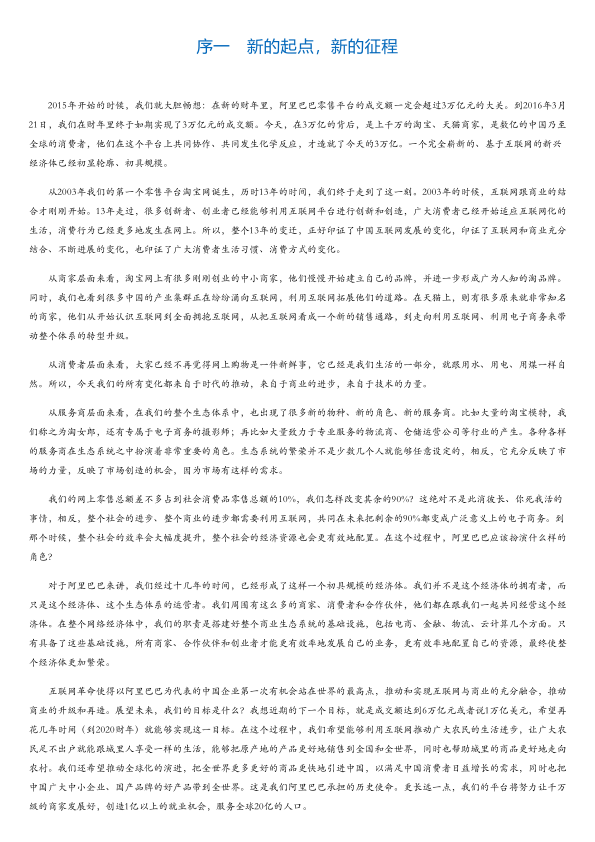 序一　新的起点，新的征程
2015年开始的时候，我们就大胆畅想：在新的财年里，阿里巴巴零售平台的成交额一定会超过3万亿元的大关。到2016年3月
21日，我们在财年里终于如期实现了3万亿元的成交额。今天，在3万亿的背后，是上千万的淘宝、天猫商家，是数亿的中国乃至
全球的消费者，他们在这个平台上共同协作、共同发生化学反应，才造就了今天的3万亿。一个完全崭新的、基于互联网的新兴
经济体已经初显轮廓、初具规模。
从2003年我们的第一个零售平台淘宝网诞生，历时13年的时间，我们终于走到了这一刻。2003年的时候，互联网跟商业的结
合才刚刚开始。13年走过，很多创新者、创业者已经能够利用互联网平台进行创新和创造，广大消费者已经开始适应互联网化的
生活，消费行为已经更多地发生在网上。所以，整个13年的变迁，正好印证了中国互联网发展的变化，印证了互联网和商业充分
结合、不断进展的变化，也印证了广大消费者生活习惯、消费方式的变化。
从商家层面来看，淘宝网上有很多刚刚创业的中小商家，他们慢慢开始建立自己的品牌，并进一步形成广为人知的淘品牌。
同时，我们也看到很多中国的产业集群正在纷纷涌向互联网，利用互联网拓展他们的道路。在天猫上，则有很多原来就非常知名
的商家，他们从开始认识互联网到全面拥抱互联网，从把互联网看成一个新的销售通路，到走向利用互联网、利用电子商务来带
动整个体系的转型升级。
从消费者层面来看，大家已经不再觉得网上购物是一件新鲜事，它已经是我们生活的一部分，就跟用水、用电、用煤一样自
然。所以，今天我们的所有变化都来自于时代的推动，来自于商业的进步，来自于技术的力量。
从服务商层面来看，在我们的整个生态体系中，也出现了很多新的物种、新的角色、新的服务商。比如大量的淘宝模特，我
们称之为淘女郎，还有专属于电子商务的摄影师；再比如大量致力于专业服务的物流商、仓储运营公司等行业的产生。各种各样
的服务商在生态系统之中扮演着非常重要的角色。生态系统的繁荣并不是少数几个人就能够任意设定的，相反，它充分反映了市
场的力量，反映了市场创造的机会，因为市场有这样的需求。
我们的网上零售总额差不多占到社会消费品零售总额的10%，我们怎样改变其余的90%？这绝对不是此消彼长、你死我活的
事情，相反，整个社会的进步、整个商业的进步都需要利用互联网，共同在未来把剩余的90%都变成广泛意义上的电子商务。到
那个时候，整个社会的效率会大幅度提升，整个社会的经济资源也会更有效地配置。在这个过程中，阿里巴巴应该扮演什么样的
角色？
对于阿里巴巴来讲，我们经过十几年的时间，已经形成了这样一个初具规模的经济体。我们并不是这个经济体的拥有者，而
只是这个经济体、这个生态体系的运营者。我们周围有这么多的商家、消费者和合作伙伴，他们都在跟我们一起共同经营这个经
济体。在整个网络经济体中，我们的职责是搭建好整个商业生态系统的基础设施，包括电商、金融、物流、云计算几个方面。只
有具备了这些基础设施，所有商家、合作伙伴和创业者才能更有效率地发展自己的业务，更有效率地配置自己的资源，最终使整
个经济体更加繁荣。
互联网革命使得以阿里巴巴为代表的中国企业第一次有机会站在世界的最高点，推动和实现互联网与商业的充分融合，推动
商业的升级和再造。展望未来，我们的目标是什么？我想近期的下一个目标，就是成交额达到6万亿元或者说1万亿美元，希望再
花几年时间（到2020财年）就能够实现这一目标。在这个过程中，我们希望能够利用互联网推动广大农民的生活进步，让广大农
民足不出户就能跟城里人享受一样的生活，能够把原产地的产品更好地销售到全国和全世界，同时也帮助城里的商品更好地走向
农村。我们还希望推动全球化的演进，把全世界更多更好的商品更快地引进中国，以满足中国消费者日益增长的需求，同时也把
中国广大中小企业、国产品牌的好产品带到全世界。这是我们阿里巴巴承担的历史使命。更长远一点，我们的平台将努力让千万
级的商家发展好，创造1亿以上的就业机会，服务全球20亿的人口。